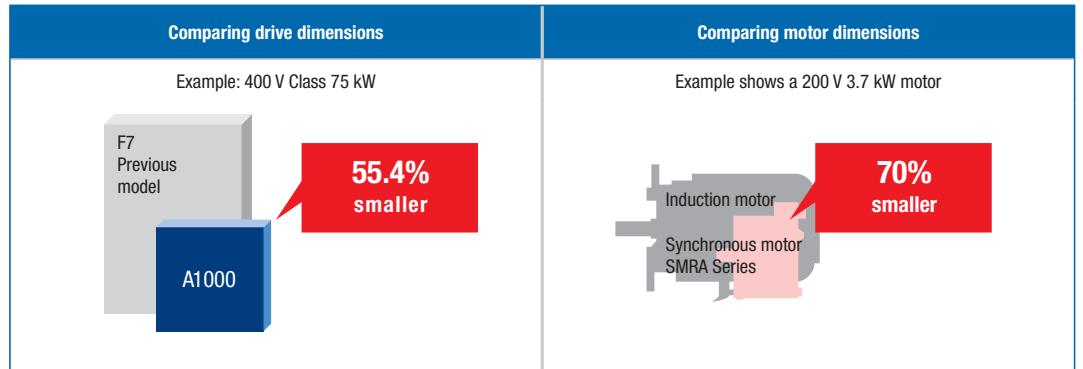 Comparing drive dimensions
Example: 400 V Class 75 kW
F7
Previous
model
55.4%
smaller
A1000
Comparing motor dimensions
Example shows a 200 V 3.7 kW motor
Induction motor
70%
smaller
Synchronous motor
SMRA Series